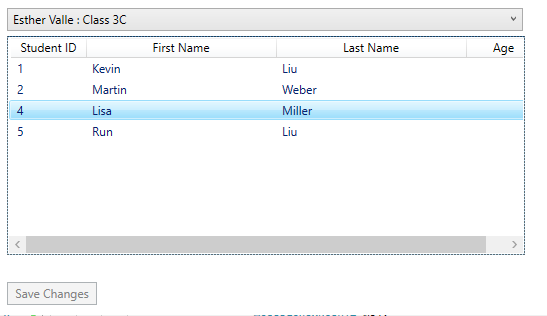 Esther Valle : Class 3C
Student ID First Name Last Name Age
1 Kevin Liu
2 Martin Weber
4 Lisa Miller
5 Run Liu
Save Changes